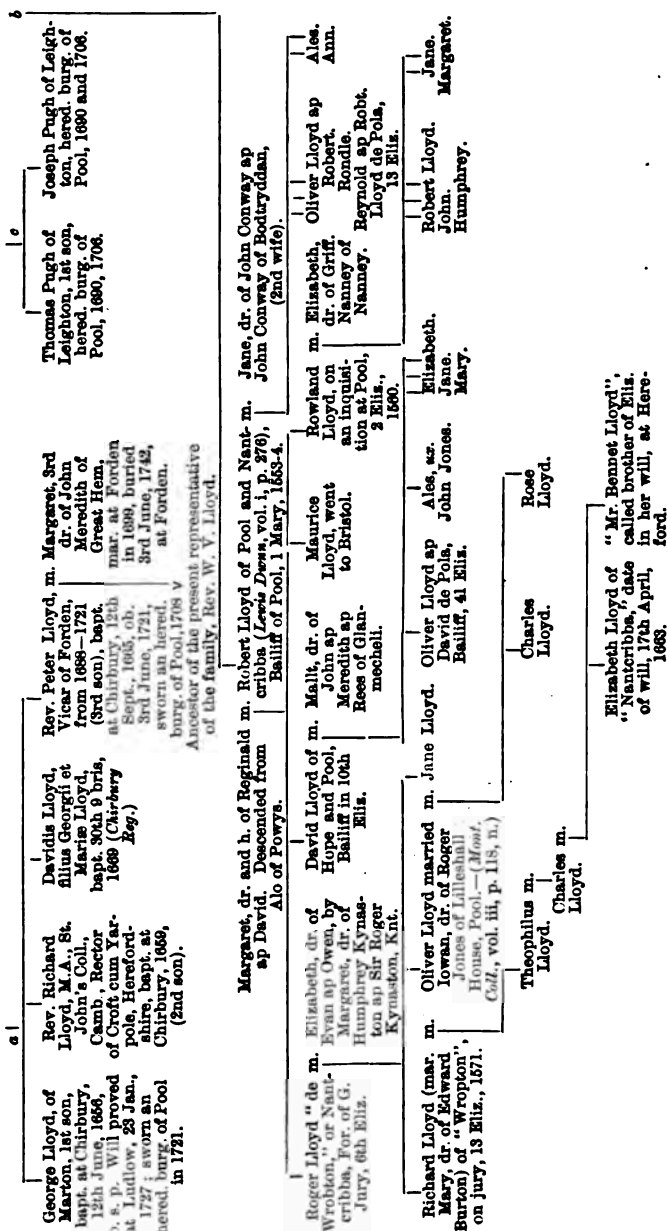 a
George Lloyd, of
Marton, 1st son,
bapt. at Chirbury,
12th June, 1656,
o. s. p. Will proved
at Ludlow, 23 Jan.,
1727; sworn an
hered. burg. of Pool
in 1721.
Rev. Richard
Lloyd, M.A., St.
John's Coll.,
Camb., Rector
of Croft cum Yar-
pole, Hereford-
shire, bapt. at
Chirbury, 1659,
(2nd son).
Davidis Lloyd,
filius Georgii et
Mariæ Lloyd,
bapt. 30th 9 bris,
1669 (Chirbury
Reg.)
Rev. Peter Lloyd,
Vicar of Forden,
from 1688—1721
(3rd son), bapt.
at Chirbury, 12th
Sept., 1665, ob.
3rd June, 1721,
sworn an hered.
burg. of Pool, 1708
m.
Margaret, 3rd
dr. of John
Meredith of
Great Hem,
mar. at Forden
in 1699, buried
3rd June, 1742,
at Forden.
v
Ancestor of the present representative
of the family, Rev. W. V. Lloyd.
c
Thomas Pugh of
Leighton, 1st son,
hered. burg. of
Pool, 1690, 1706.
Joseph Pugh of Leigh-
ton, hered. burg. of
Pool, 1690 and 1706.
b
Margaret, dr. and h. of Reginald
ap David. Descended from
Alo of Powys.
m.
Robert Lloyd of Pool and Nant-
cribba (Lewis Dwnn, vol. i, p. 276),
Bailiff of Pool, 1 Mary, 1553-4.
m.
Jane, dr. of John Conway ap
John Conway of Bodtryddan,
(2nd wife).
Roger Lloyd "de
Wrobton," or Nant-
cribba, For. of G.
Jury, 6th Eliz.
m.
Elizabeth, dr. of
Evan ap Owen, by
Margaret, dr. of
Humphrey Kynas-
ton ap Sir Roger
Kynaston, Knt.
David Lloyd of
Hope and Pool,
Bailiff in 10th
Eliz.
m.
Mallt, dr. of
John ap
Meredith ap
Rees of Glan-
mecheli.
Maurice
Lloyd, went
to Bristol.
Rowland
Lloyd, on
an inquisi-
tion at Pool,
2 Eliz.,
1560.
m.
Elizabeth,
dr. of Griff.
Nanney of
Nanney.
Oliver Lloyd ap
Robert.
Rondle.
Reynold ap Robt.
Lloyd de Pola,
13 Eliz.
Ales.
Ann.
Richard Lloyd (mar.
Mary, dr. of Edward
Burton) of "Wropton",
on jury, 13 Eliz., 1571.
m.
Oliver Lloyd married
Iowan, dr. of Roger
Jones of Lilleshall
House, Pool.—(Mont.
Coll., vol. iii, p. 118, n.)
m.
Jane Lloyd.
Oliver Lloyd ap
David de Pola,
Bailiff, 41 Eliz.
Ales, ux.
John Jones.
Elizabeth.
Jane.
Mary.
Robert Lloyd.
John.
Humphrey.
Jane.
Margaret.
Theophilus m.
Lloyd.
Charles
Lloyd.
Rose
Lloyd.
Charles m.
Lloyd.
Elizabeth Lloyd of
"Nantcribba," date
of will, 17th April,
1663.
"Mr. Bennet Lloyd",
called brother of Eliz.
in her will, at Here-
ford.